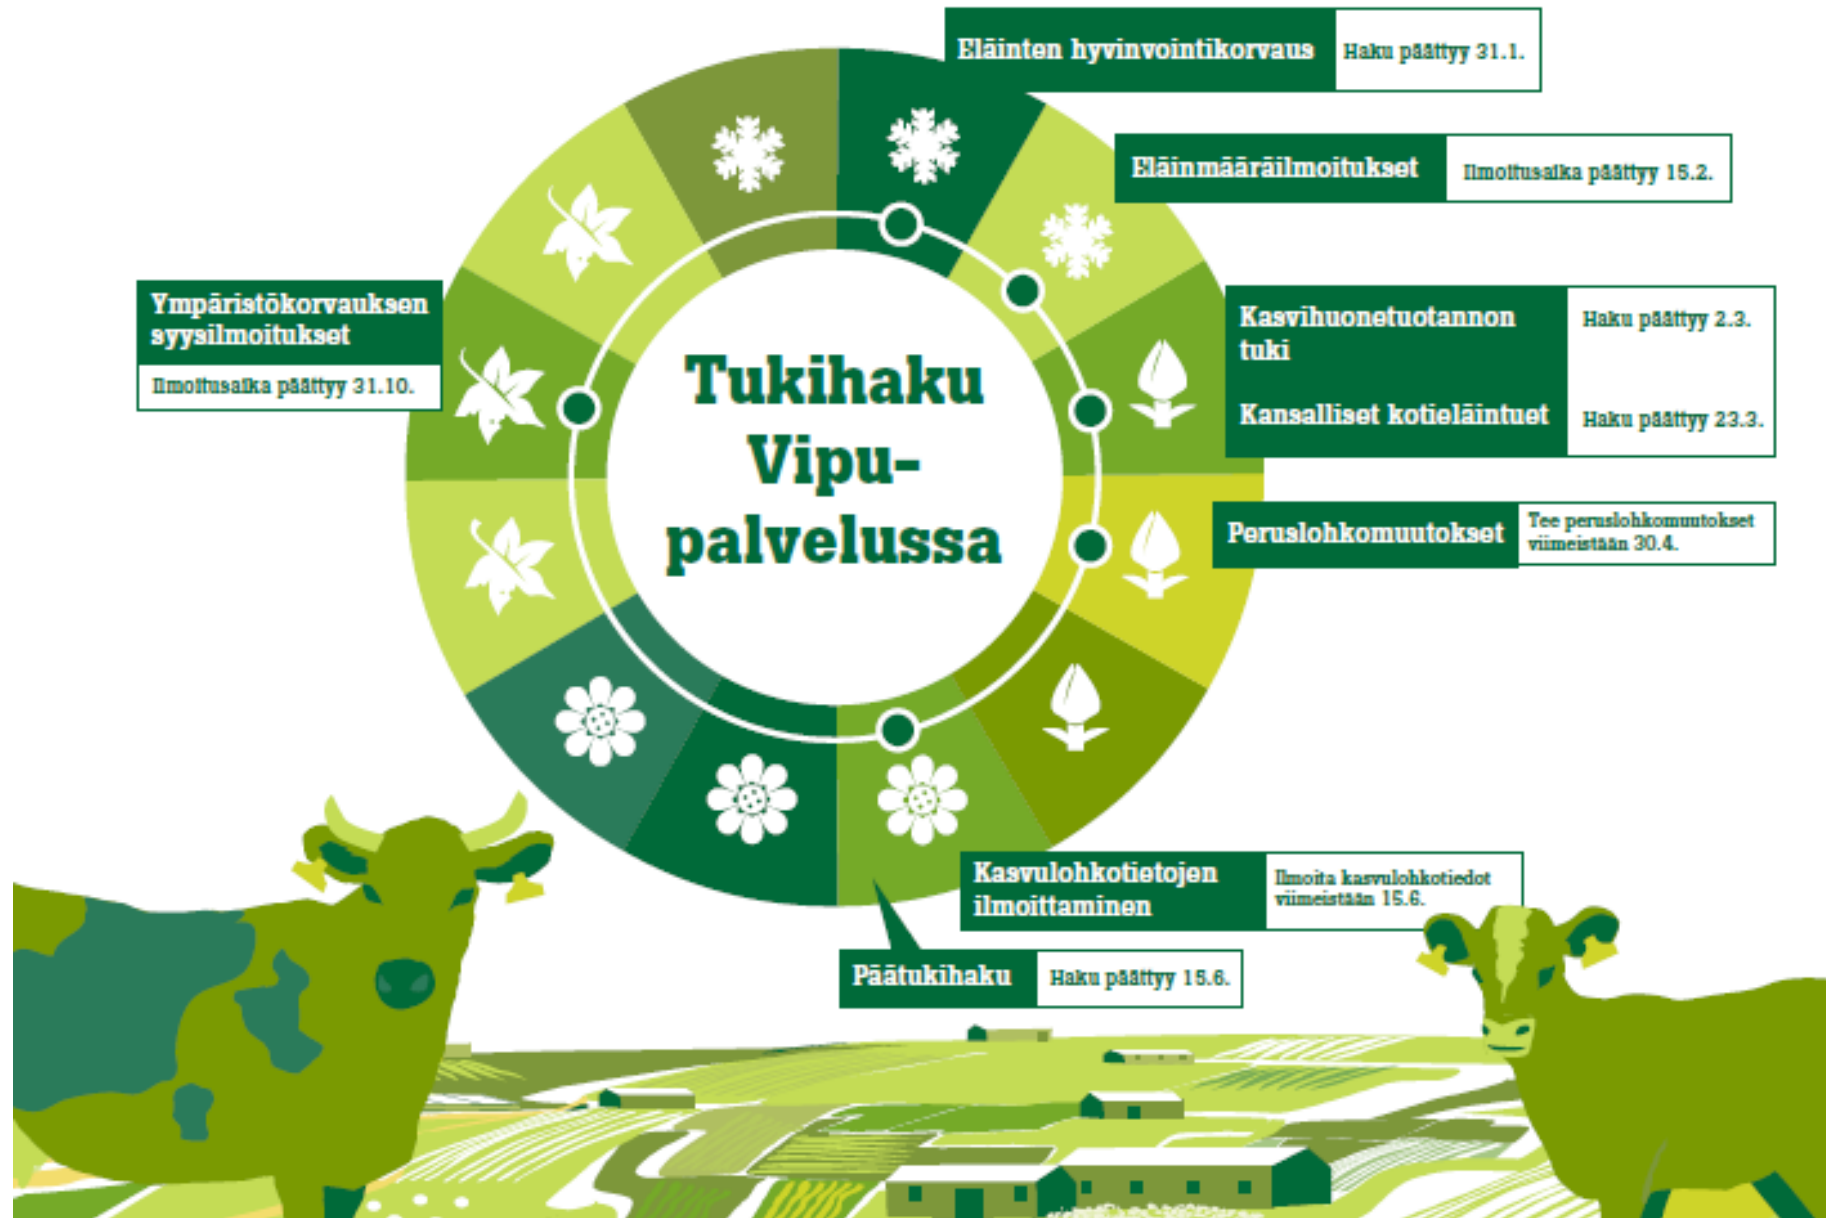 Eläinten hyvinvointikorvaus
Haku päättyy 31.1.
Eläinmääräilmoitukset
Ilmoitusaika päättyy 15.2.
Kasvihuonetuotannon
tuki
Haku päättyy 2.3.
Kansalliset kotieläintuet
Haku päättyy 23.3.
Peruslohkomuutokset
Tee peruslohkomuutokset
viimeistään 30.4.
Kasvulohkotietojen
ilmoittaminen
Ilmoita kasvulohkotiedot
viimeistään 15.6.
Päätukihaku
Haku päättyy 15.6.
Ympäristökorvauksen
syysilmoitukset
Ilmoitusaika päättyy 31.10.
Tukihaku
Vipu-
palvelussa